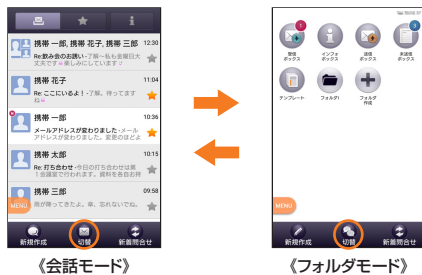 携帯 一郎, 携帯 花子, 携帯 三郎 12:30
Re:飲み会のお誘い-了解～私も金曜日大
丈夫です 楽しみにしています
携帯 花子 11:04
Re: ここにいるよ！-了解。待ってます
ね
携帯 一郎 10:36
メールアドレスが変わりました-メール
アドレスが変わりました。変更のほどよ
携帯 太郎 10:15
Re: 打ち合わせ-今日の打ち合わせは第
1会議室で行われます。資料を各自お持
携帯 三郎 09:58
雨が降ってきたよ。傘、忘れないでね。
MENU
新規作成 切替 新着問合せ
《会話モード》
受信
ボックス
インフォ
ボックス
送信
ボックス
未送信
ボックス
テンプレート
フォルダ1
フォルダ
作成
MENU
新規作成 切替 新着問合せ
《フォルダモード》